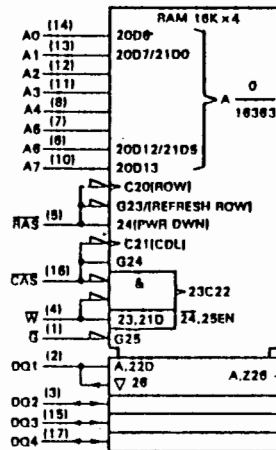 RAM 16K x 4
A0 (14) 20D6
A1 (13) 20D7/21D0
A2 (12)
A3 (11)
A4 (8)
A5 (7)
A6 (6) 20D12/21D5
A7 (10) 20D13
A 0/16363
C20(ROW)
G23/(REFRESH ROW)
RAS (5) 24(PWR DWN)
C21(COL)
CAS (16) G24
&
23C22
W (4) 23,21D 24,25EN
G (1) G25
DQ1 (2) A,22D
▽ 26 A,Z26
DQ2 (3)
DQ3 (15)
DQ4 (17)